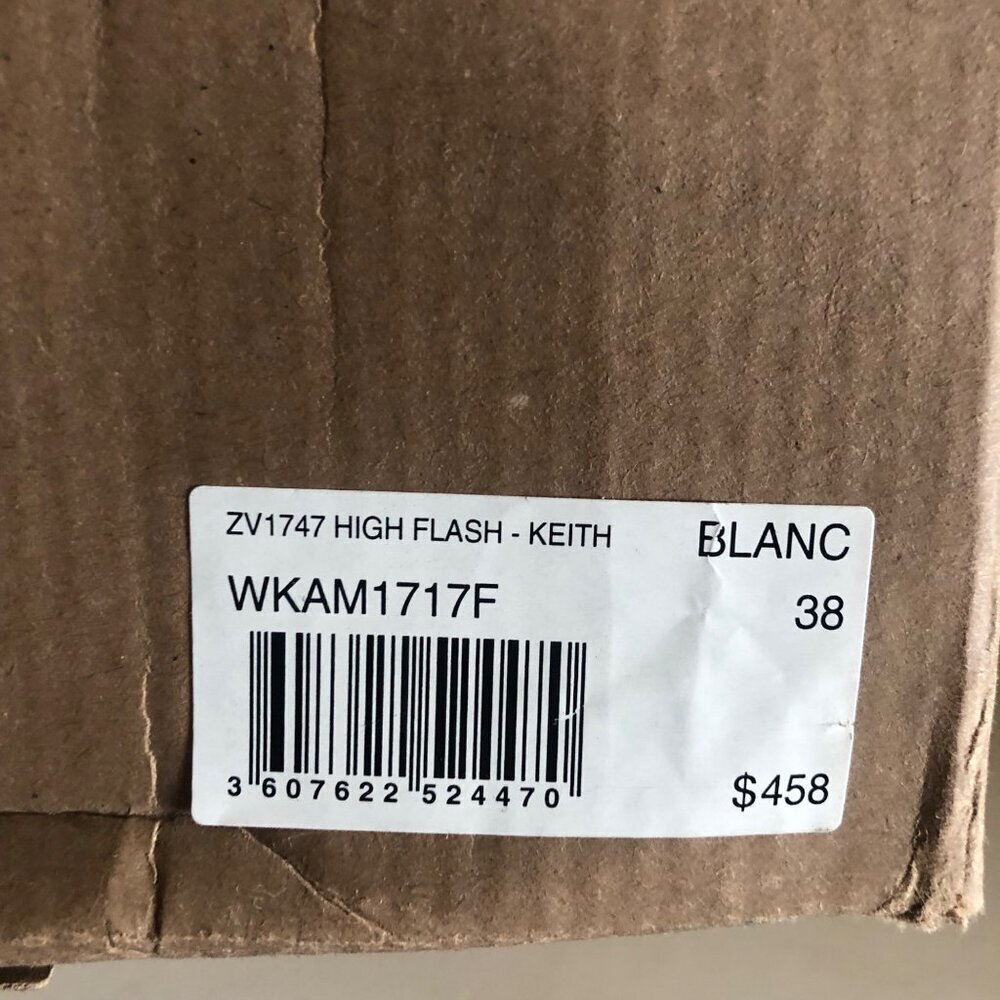 ZV1747 HIGH FLASH - KEITH BLANC
WKAM1717F 38
3 607622 524470 $458